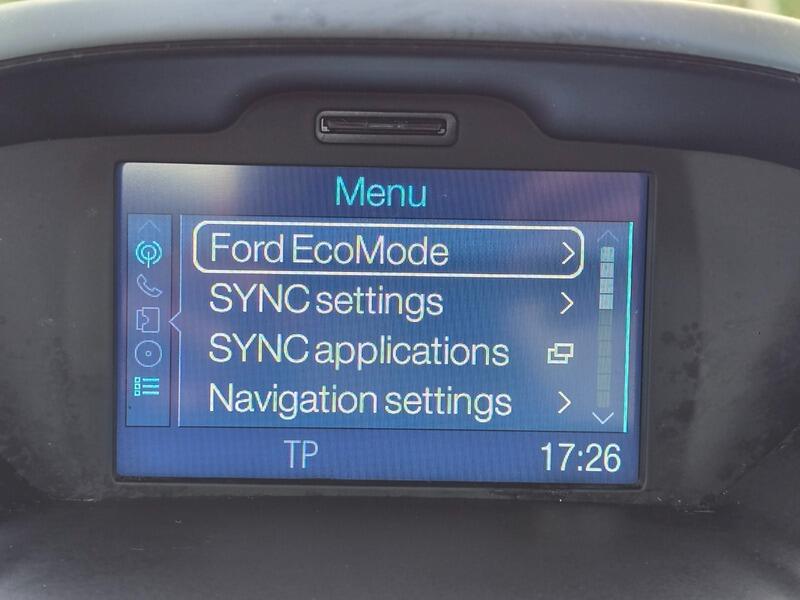 Menu
Ford EcoMode
SYNC settings
SYNC applications
Navigation settings
TP 17:26